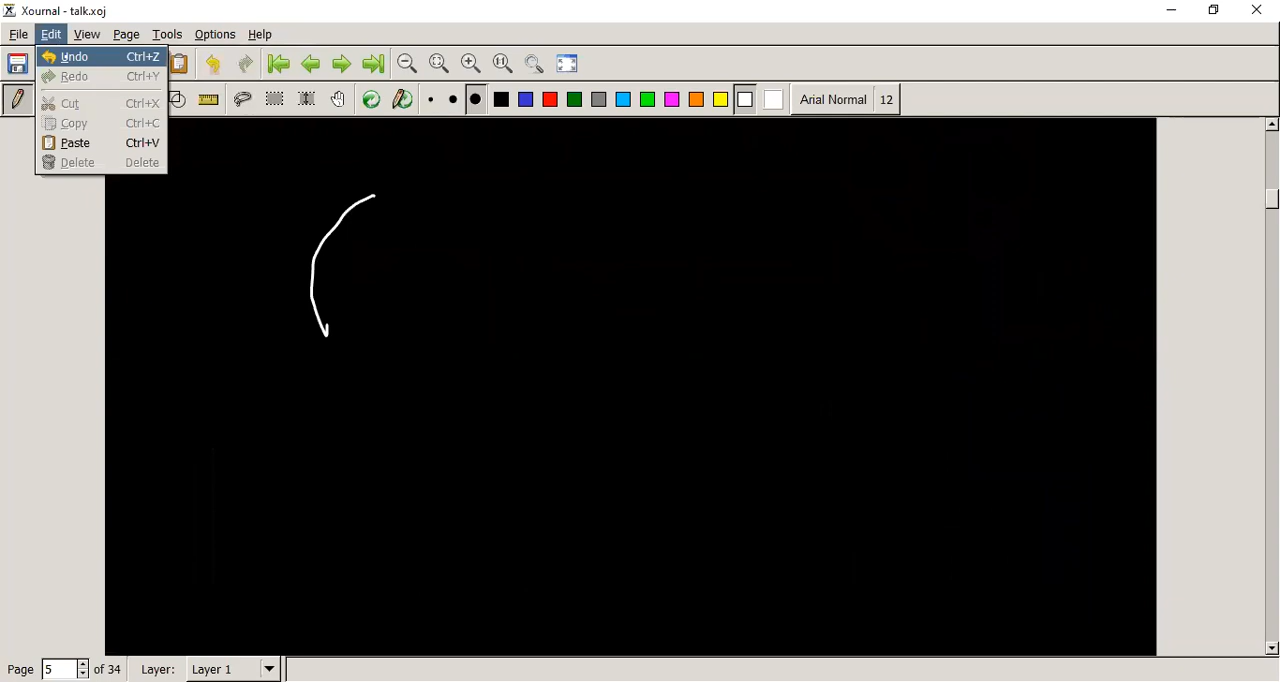 Xournal - talk.xoj
File Edit View Page Tools Options Help
Undo Ctrl+Z
Redo Ctrl+Y
Cut Ctrl+X
Copy Ctrl+C
Paste Ctrl+V
Delete Delete
Arial Normal 12
Page 5 of 34 Layer: Layer 1